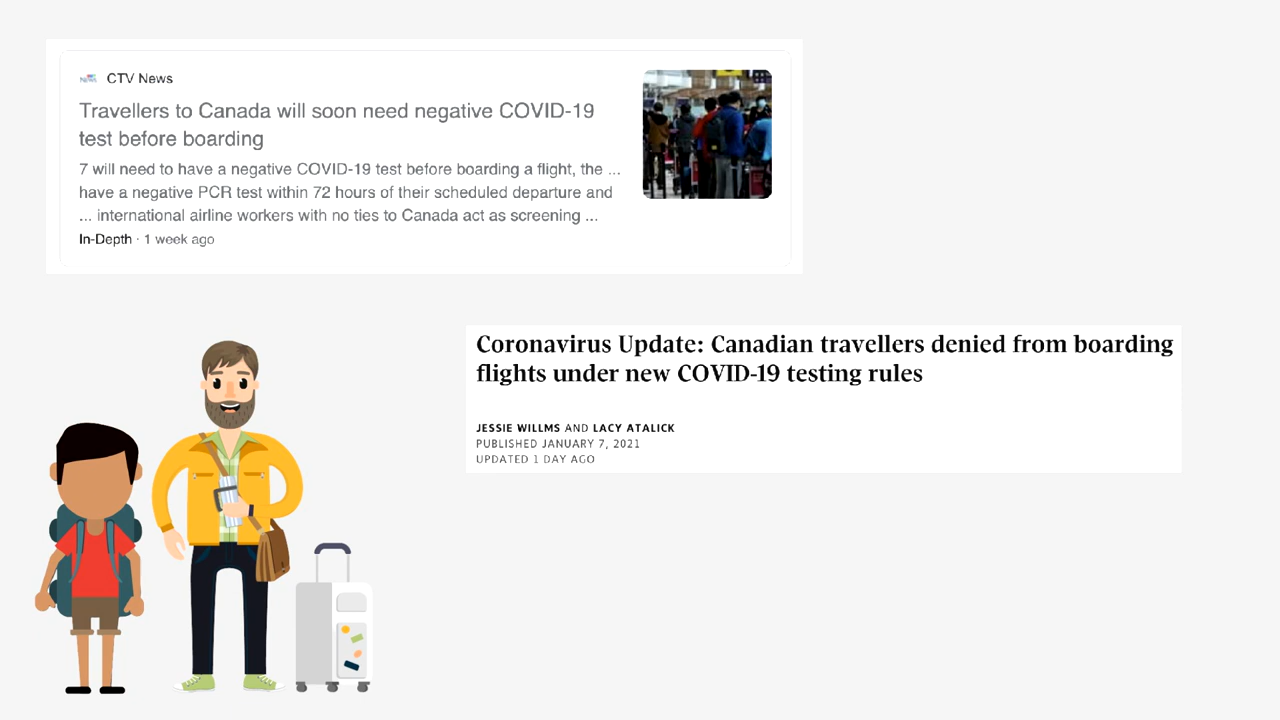 CTV News
Travellers to Canada will soon need negative COVID-19
test before boarding
7 will need to have a negative COVID-19 test before boarding a flight, the ...
have a negative PCR test within 72 hours of their scheduled departure and
... international airline workers with no ties to Canada act as screening ...
In-Depth · 1 week ago
Coronavirus Update: Canadian travellers denied from boarding
flights under new COVID-19 testing rules
JESSIE WILLMS AND LACY ATALICK
PUBLISHED JANUARY 7, 2021
UPDATED 1 DAY AGO